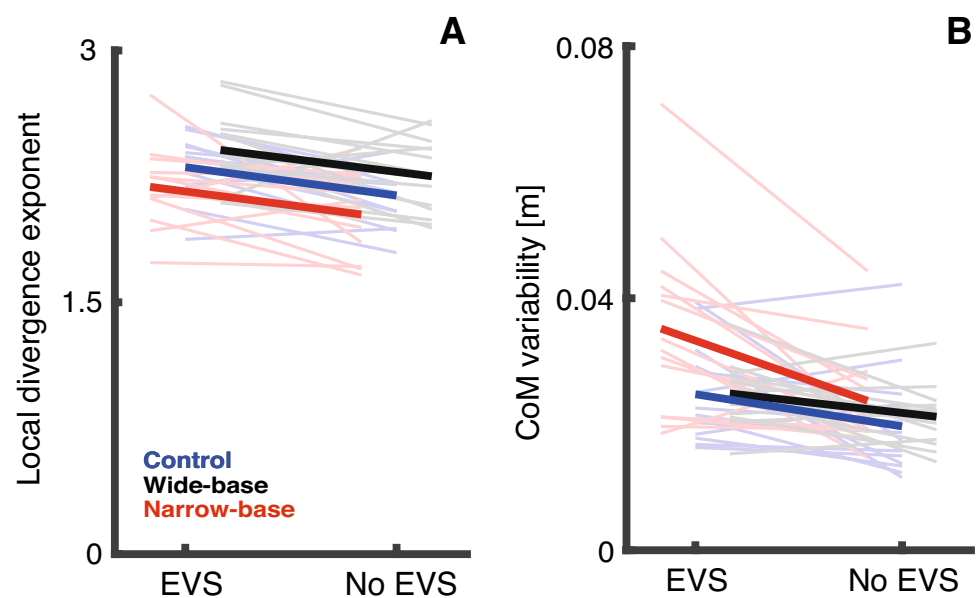 A
3
1.5
0
Local divergence exponent
Control
Wide-base
Narrow-base
EVS No EVS
B
0.08
0.04
0
CoM variability [m]
EVS No EVS